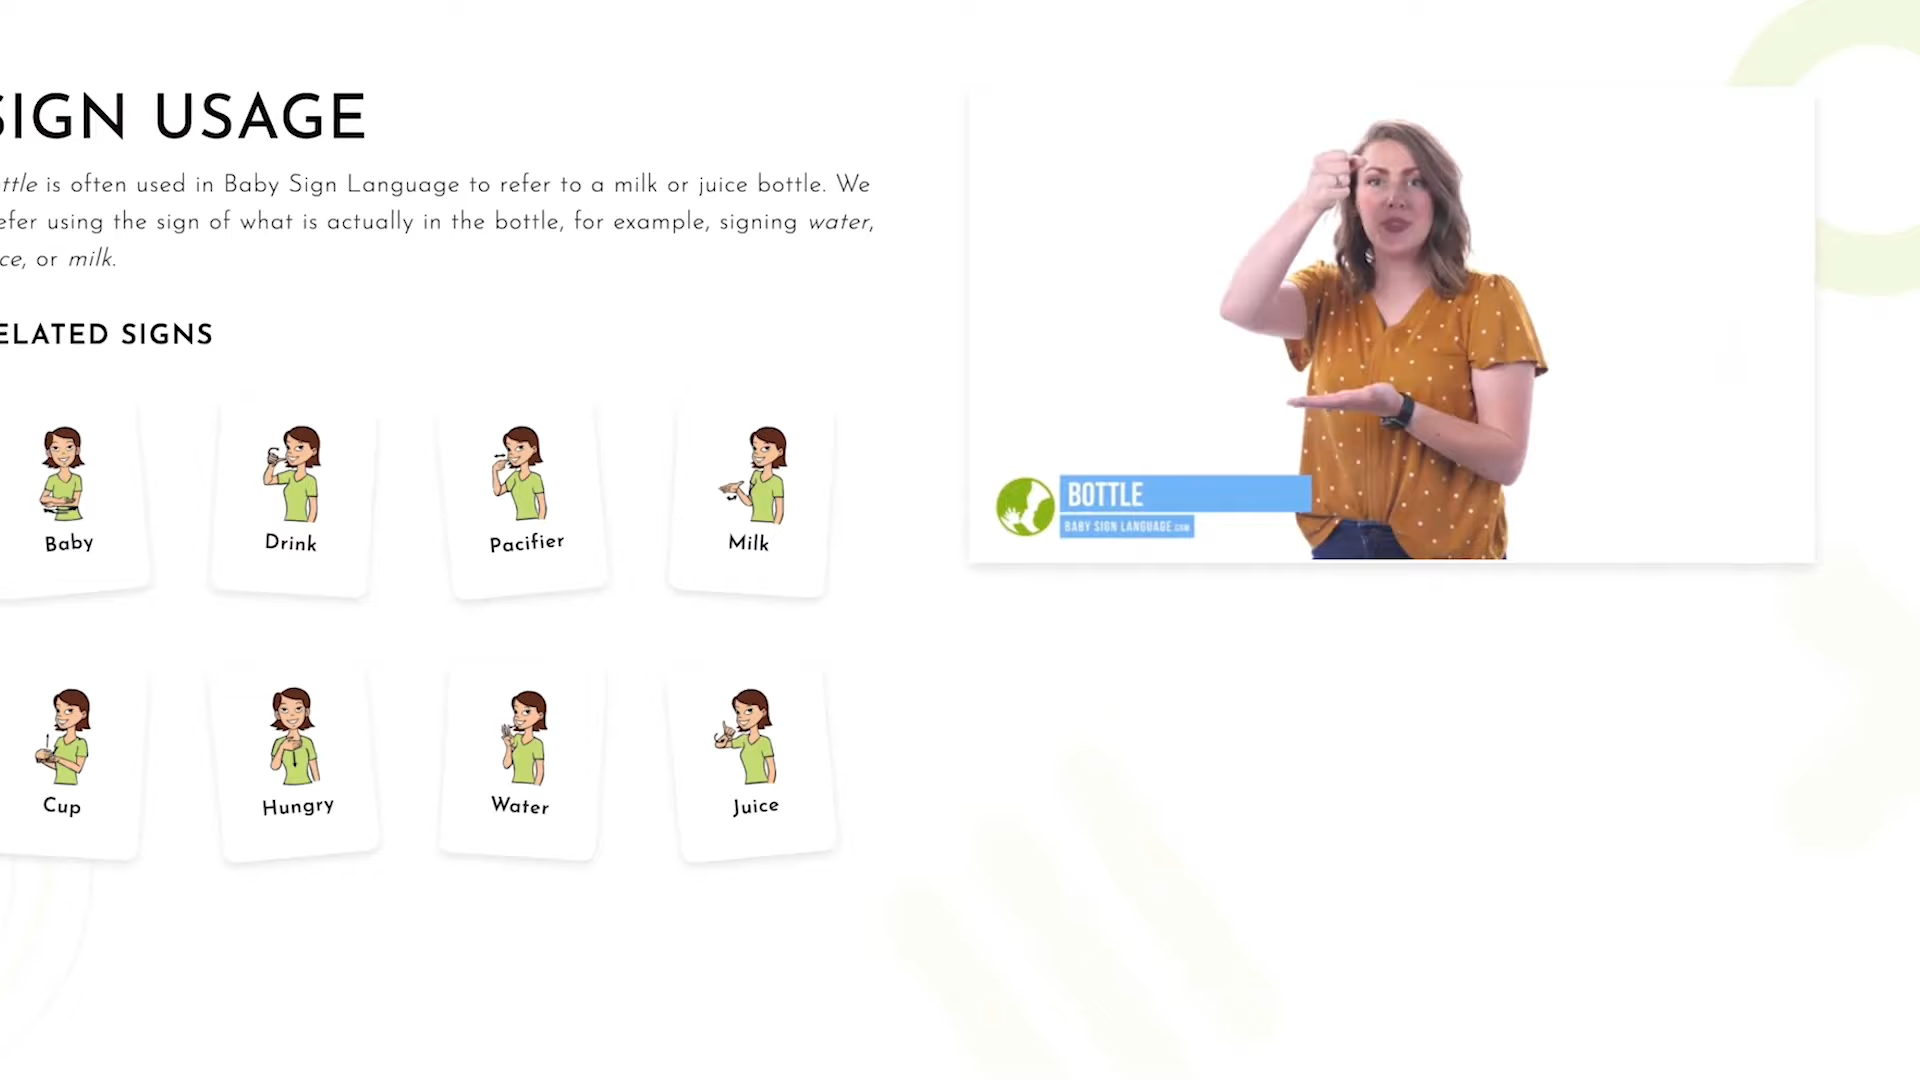 SIGN USAGE
ttle is often used in Baby Sign Language to refer to a milk or juice bottle. We
efer using the sign of what is actually in the bottle, for example, signing water,
ce, or milk.
ELATED SIGNS
Baby
Drink
Pacifier
Milk
Cup
Hungry
Water
Juice
BOTTLE
BABY SIGN LANGUAGE.COM